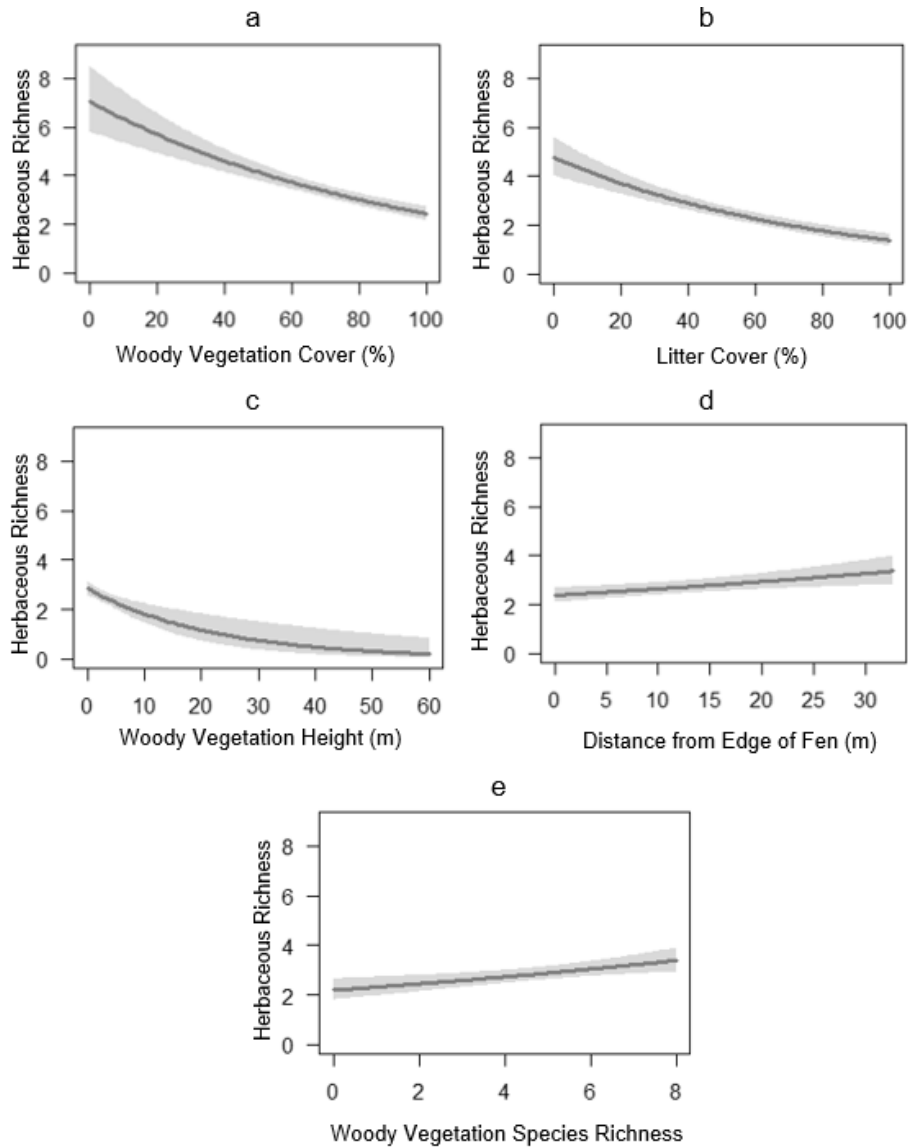 a
Herbaceous Richness
8
6
4
2
0
0 20 40 60 80 100
Woody Vegetation Cover (%)
b
Herbaceous Richness
8
6
4
2
0
0 20 40 60 80 100
Litter Cover (%)
c
Herbaceous Richness
8
6
4
2
0
0 10 20 30 40 50 60
Woody Vegetation Height (m)
d
Herbaceous Richness
8
6
4
2
0
0 5 10 15 20 25 30
Distance from Edge of Fen (m)
e
Herbaceous Richness
8
6
4
2
0
0 2 4 6 8
Woody Vegetation Species Richness